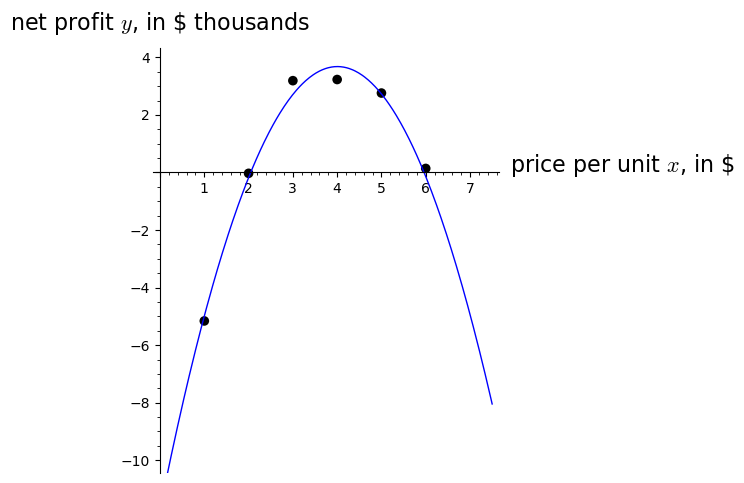 net profit y, in $ thousands
4
2
price per unit x, in $
1 2 3 4 5 6 7
−2
−4
−6
−8
−10